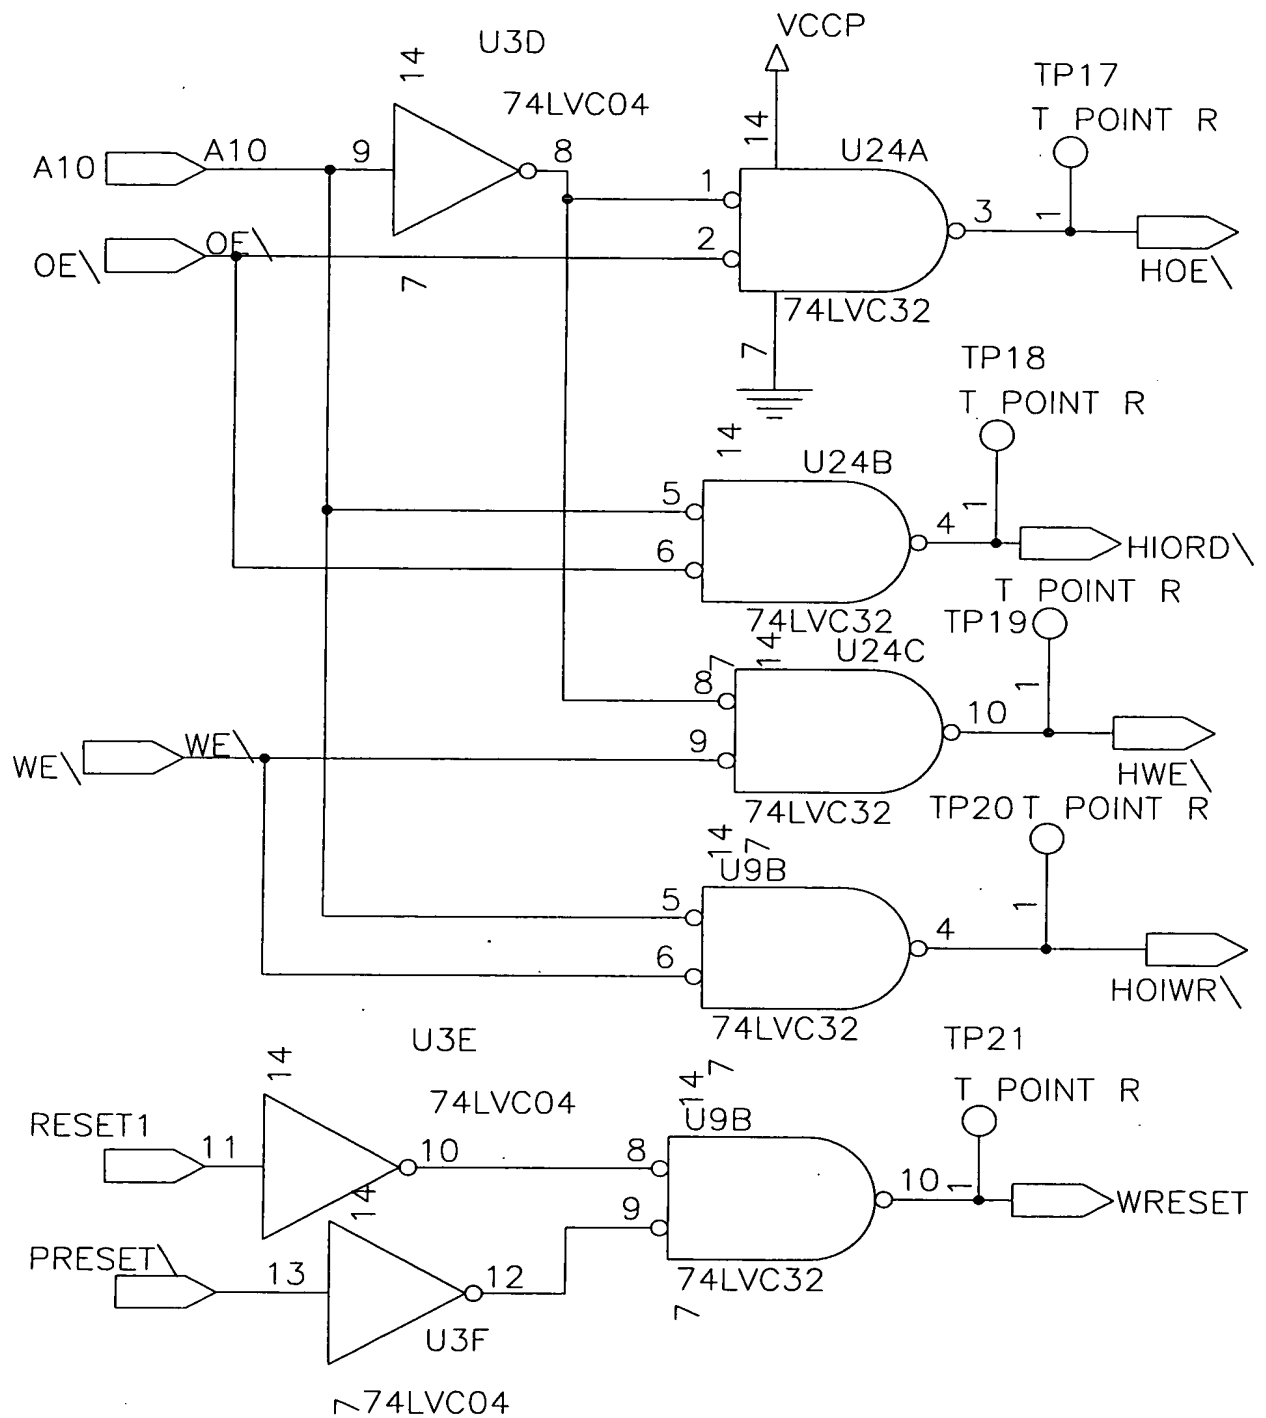 VCCP
U3D
14
74LVC04
TP17
T POINT R
14
U24A
A10
A10
9
8
1
3
1
OE\
OE\
2
HOE\
7
74LVC32
7
TP18
T POINT R
14
U24B
5
1
4
6
HIORD\
T POINT R
74LVC32
TP19
14
U24C
7
8
1
10
WE\
WE\
9
HWE\
74LVC32
TP20
T POINT R
14
7
U9B
5
1
4
6
HOIWR\
74LVC32
U3E
TP21
14
7
14
T POINT R
74LVC04
RESET1
U9B
11
10
8
10
1
WRESET
14
9
PRESET\
13
12
74LVC32
7
U3F
7
74LVC04